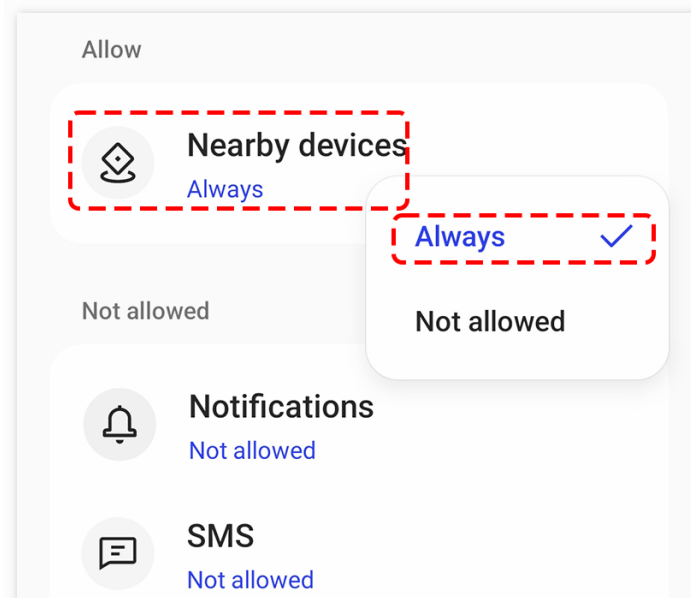 Allow
Nearby devices
Always
Always
Not allowed
Not allowed
Notifications
Not allowed
SMS
Not allowed